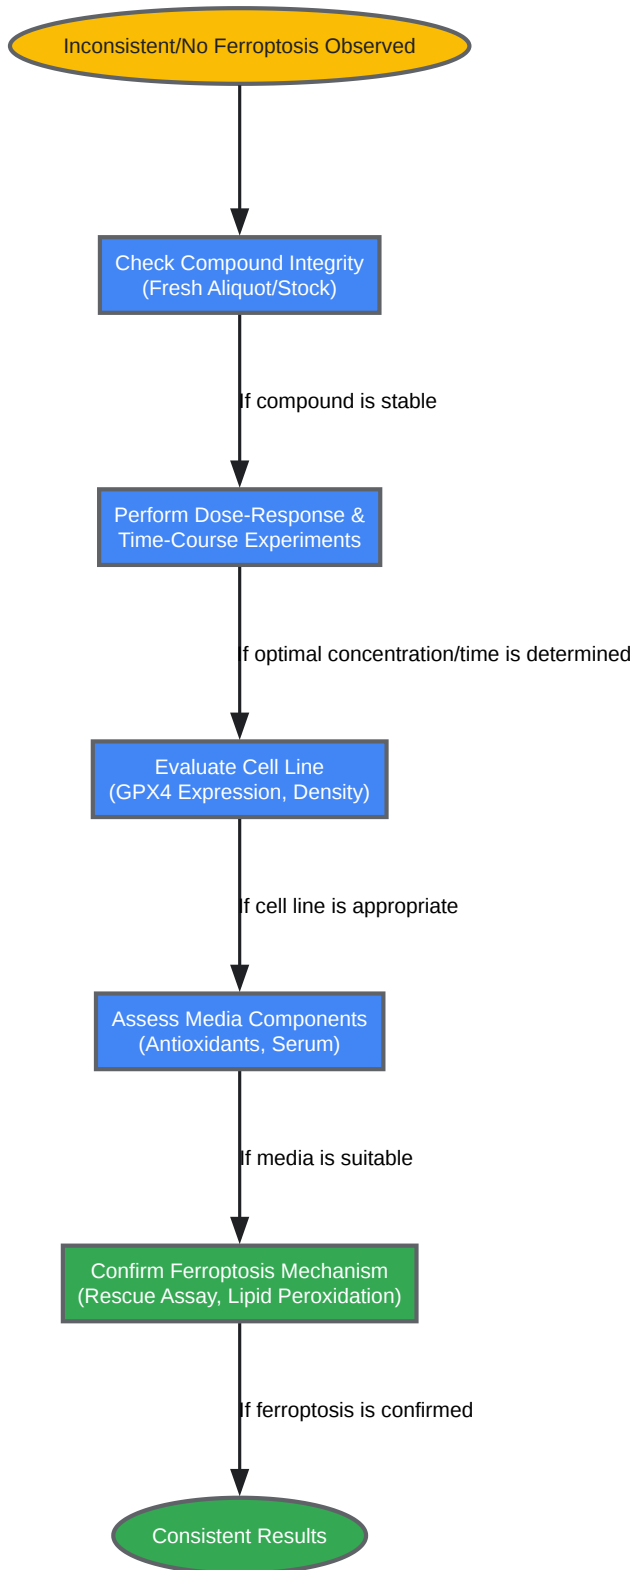 Inconsistent/No Ferroptosis Observed
Check Compound Integrity
(Fresh Aliquot/Stock)
If compound is stable
Perform Dose-Response &
Time-Course Experiments
If optimal concentration/time is determined
Evaluate Cell Line
(GPX4 Expression, Density)
If cell line is appropriate
Assess Media Components
(Antioxidants, Serum)
If media is suitable
Confirm Ferroptosis Mechanism
(Rescue Assay, Lipid Peroxidation)
If ferroptosis is confirmed
Consistent Results